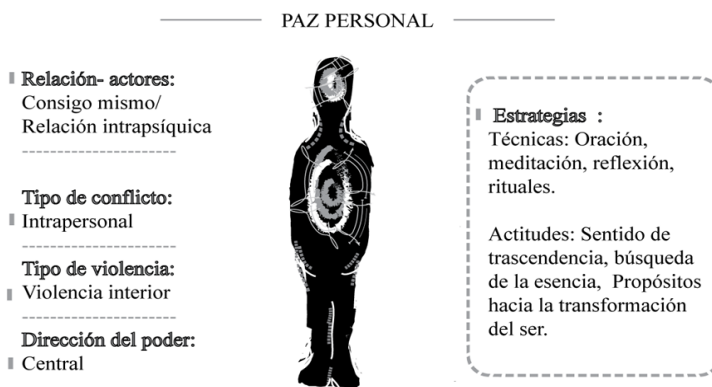 PAZ PERSONAL
Relación- actores:
Consigo mismo/
Relación intrapsíquica
Tipo de conflicto:
Intrapersonal
Tipo de violencia:
Violencia interior
Dirección del poder:
Central
Estrategias :
Técnicas: Oración,
meditación, reflexión,
rituales.
Actitudes: Sentido de
trascendencia, búsqueda
de la esencia, Propósitos
hacia la transformación
del ser.